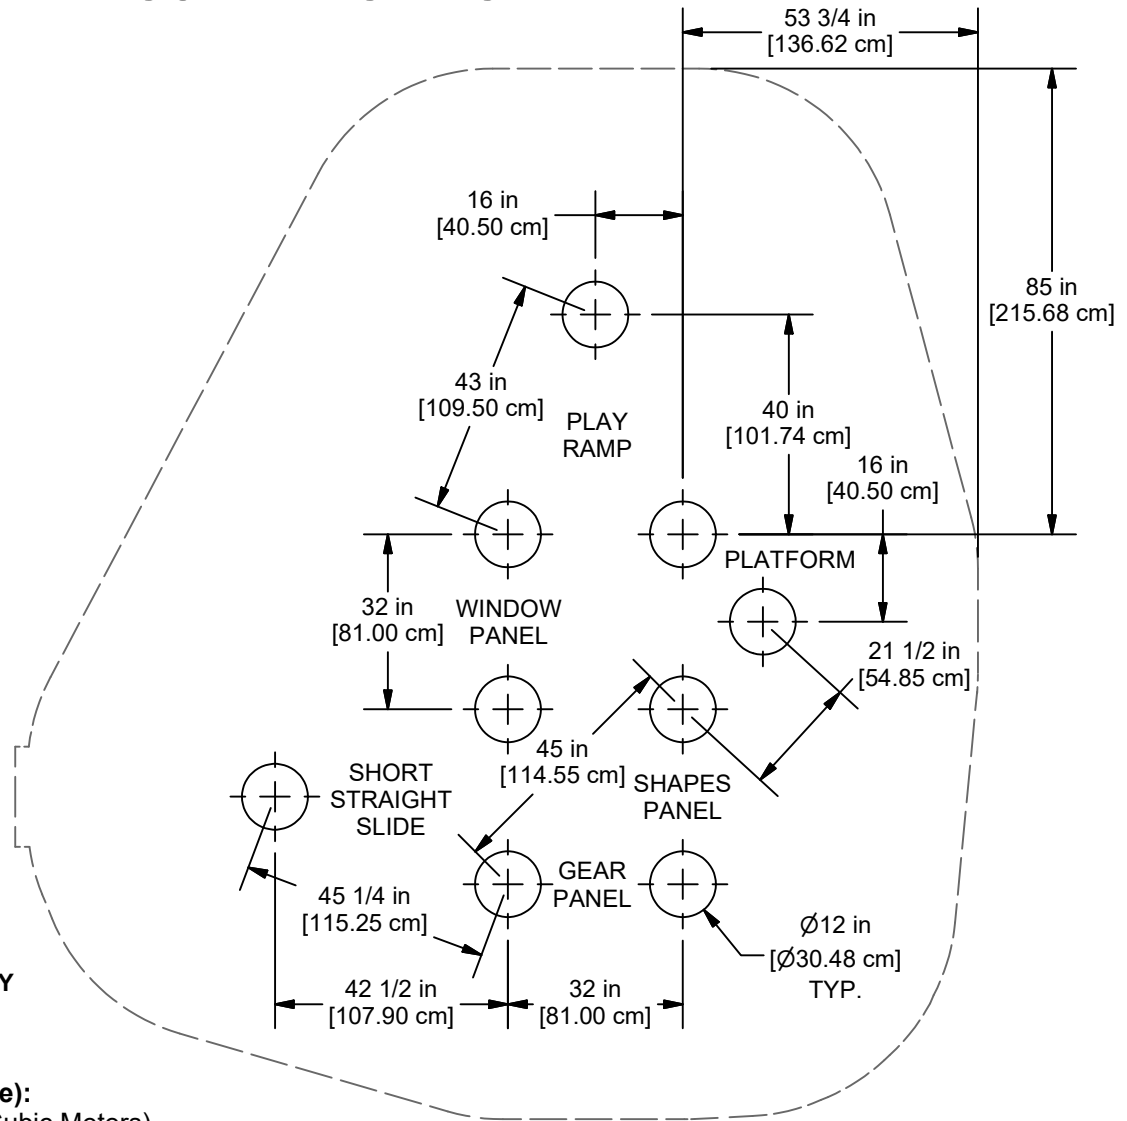 53 3/4 in
[136.62 cm]
16 in
[40.50 cm]
85 in
[215.68 cm]
43 in
[109.50 cm]
PLAY
RAMP
40 in
[101.74 cm]
16 in
[40.50 cm]
PLATFORM
32 in
[81.00 cm]
WINDOW
PANEL
21 1/2 in
[54.85 cm]
45 in
[114.55 cm]
SHORT
STRAIGHT
SLIDE
SHAPES
PANEL
GEAR
PANEL
45 1/4 in
[115.25 cm]
Ø12 in
[Ø30.48 cm]
TYP.
42 1/2 in
[107.90 cm]
32 in
[81.00 cm]
Y
e):